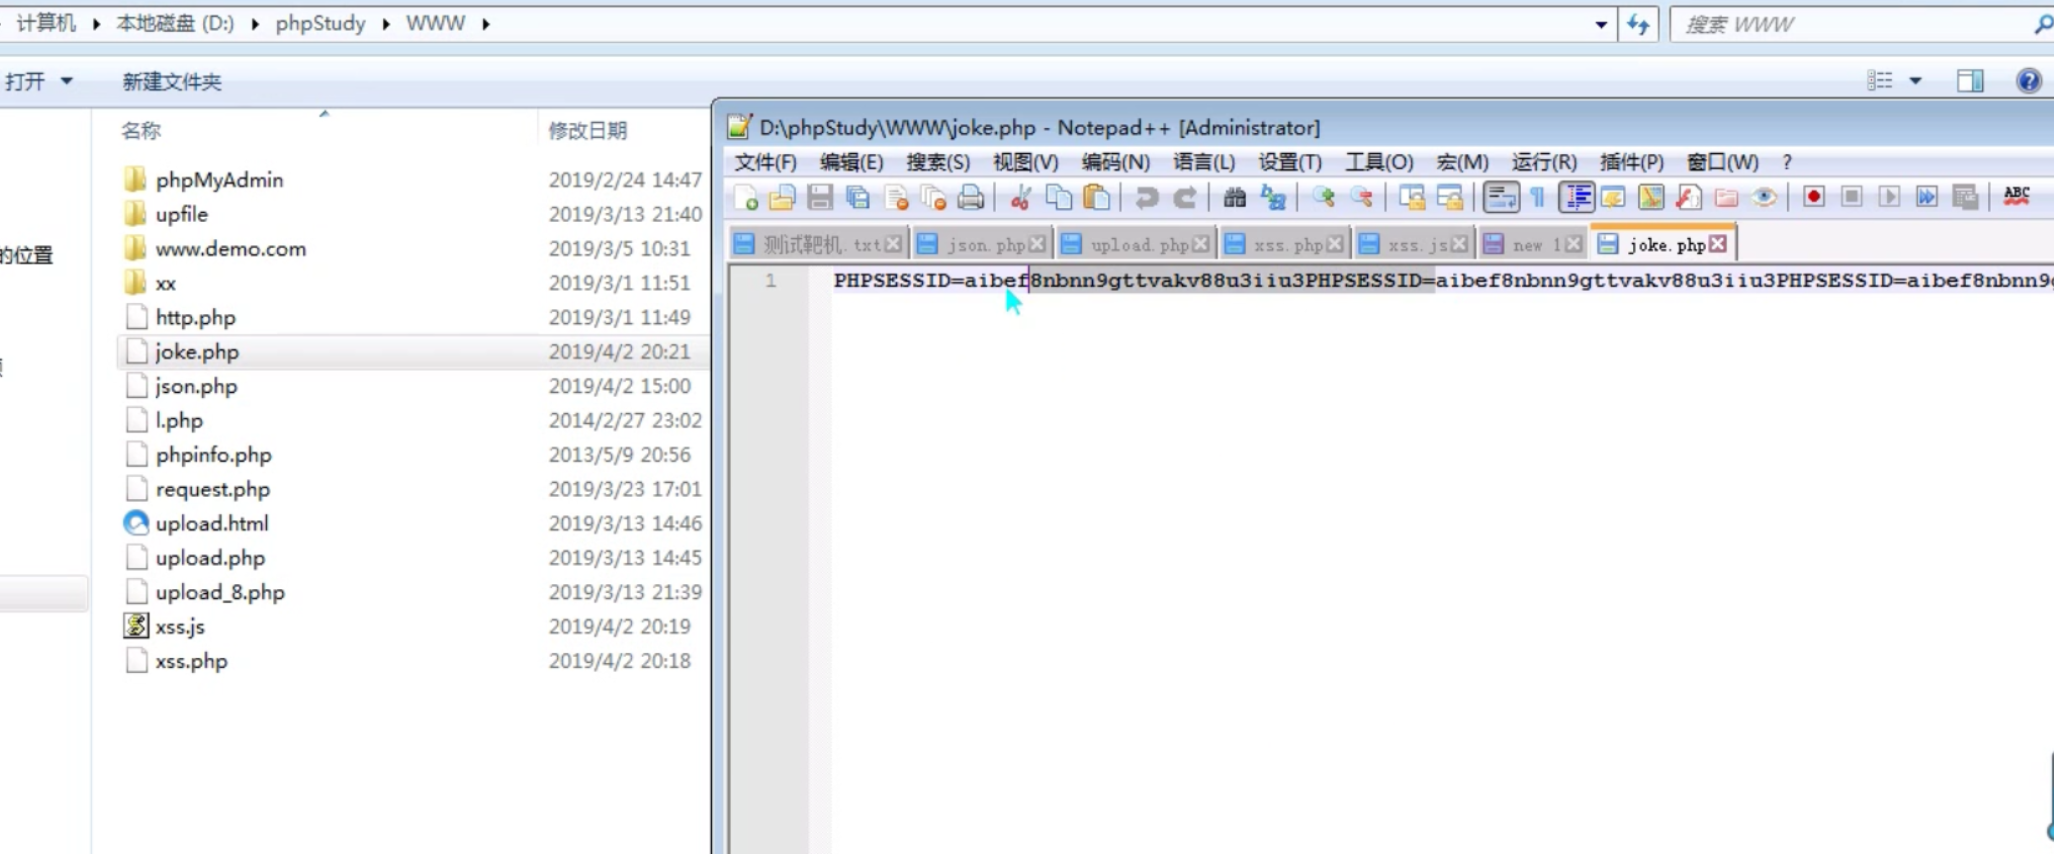 计算机 ▸ 本地磁盘 (D:) ▸ phpStudy ▸ WWW ▸
搜索 WWW
打开
新建文件夹
的位置
名称
修改日期
phpMyAdmin 2019/2/24 14:47
upfile 2019/3/13 21:40
www.demo.com 2019/3/5 10:31
xx 2019/3/1 11:51
http.php 2019/3/1 11:49
joke.php 2019/4/2 20:21
json.php 2019/4/2 15:00
l.php 2014/2/27 23:02
phpinfo.php 2013/5/9 20:56
request.php 2019/3/23 17:01
upload.html 2019/3/13 14:46
upload.php 2019/3/13 14:45
upload_8.php 2019/3/13 21:39
xss.js 2019/4/2 20:19
xss.php 2019/4/2 20:18
D:\phpStudy\WWW\joke.php - Notepad++ [Administrator]
文件(F) 编辑(E) 搜索(S) 视图(V) 编码(N) 语言(L) 设置(T) 工具(O) 宏(M) 运行(R) 插件(P) 窗口(W) ?
ABC
测试靶机.txt json.php upload.php xss.php xss.js new 1 joke.php
1 PHPSESSID=aibef8nbnn9gttvakv88u3iiu3PHPSESSID=aibef8nbnn9gttvakv88u3iiu3PHPSESSID=aibef8nbnn9